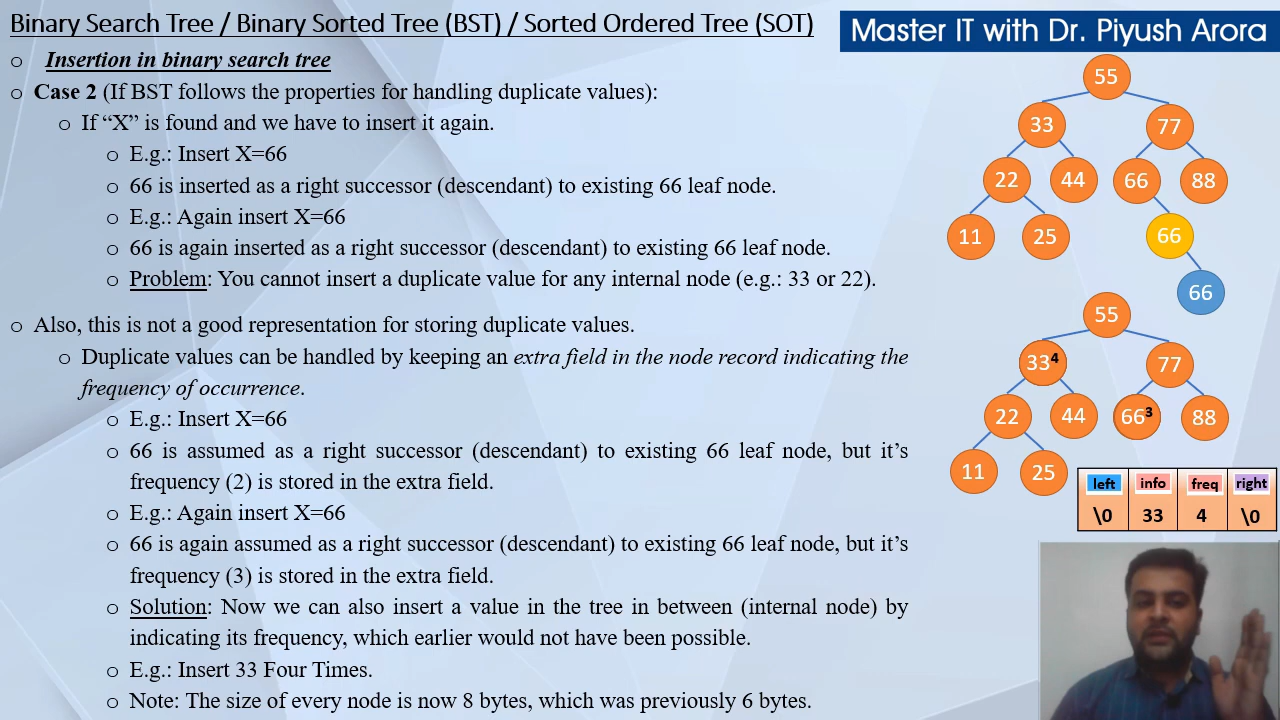 Binary Search Tree / Binary Sorted Tree (BST) / Sorted Ordered Tree (SOT)
Master IT with Dr. Piyush Arora
o Insertion in binary search tree
o Case 2 (If BST follows the properties for handling duplicate values):
o If “X” is found and we have to insert it again.
o E.g.: Insert X=66
o 66 is inserted as a right successor (descendant) to existing 66 leaf node.
o E.g.: Again insert X=66
o 66 is again inserted as a right successor (descendant) to existing 66 leaf node.
o Problem: You cannot insert a duplicate value for any internal node (e.g.: 33 or 22).
o Also, this is not a good representation for storing duplicate values.
o Duplicate values can be handled by keeping an extra field in the node record indicating the
frequency of occurrence.
o E.g.: Insert X=66
o 66 is assumed as a right successor (descendant) to existing 66 leaf node, but it’s
frequency (2) is stored in the extra field.
o E.g.: Again insert X=66
o 66 is again assumed as a right successor (descendant) to existing 66 leaf node, but it’s
frequency (3) is stored in the extra field.
o Solution: Now we can also insert a value in the tree in between (internal node) by
indicating its frequency, which earlier would not have been possible.
o E.g.: Insert 33 Four Times.
o Note: The size of every node is now 8 bytes, which was previously 6 bytes.
55
33 77
22 44 66 88
11 25 66
66
55
33⁴ 77
22 44 66³ 88
11 25
left info freq right
\0 33 4 \0